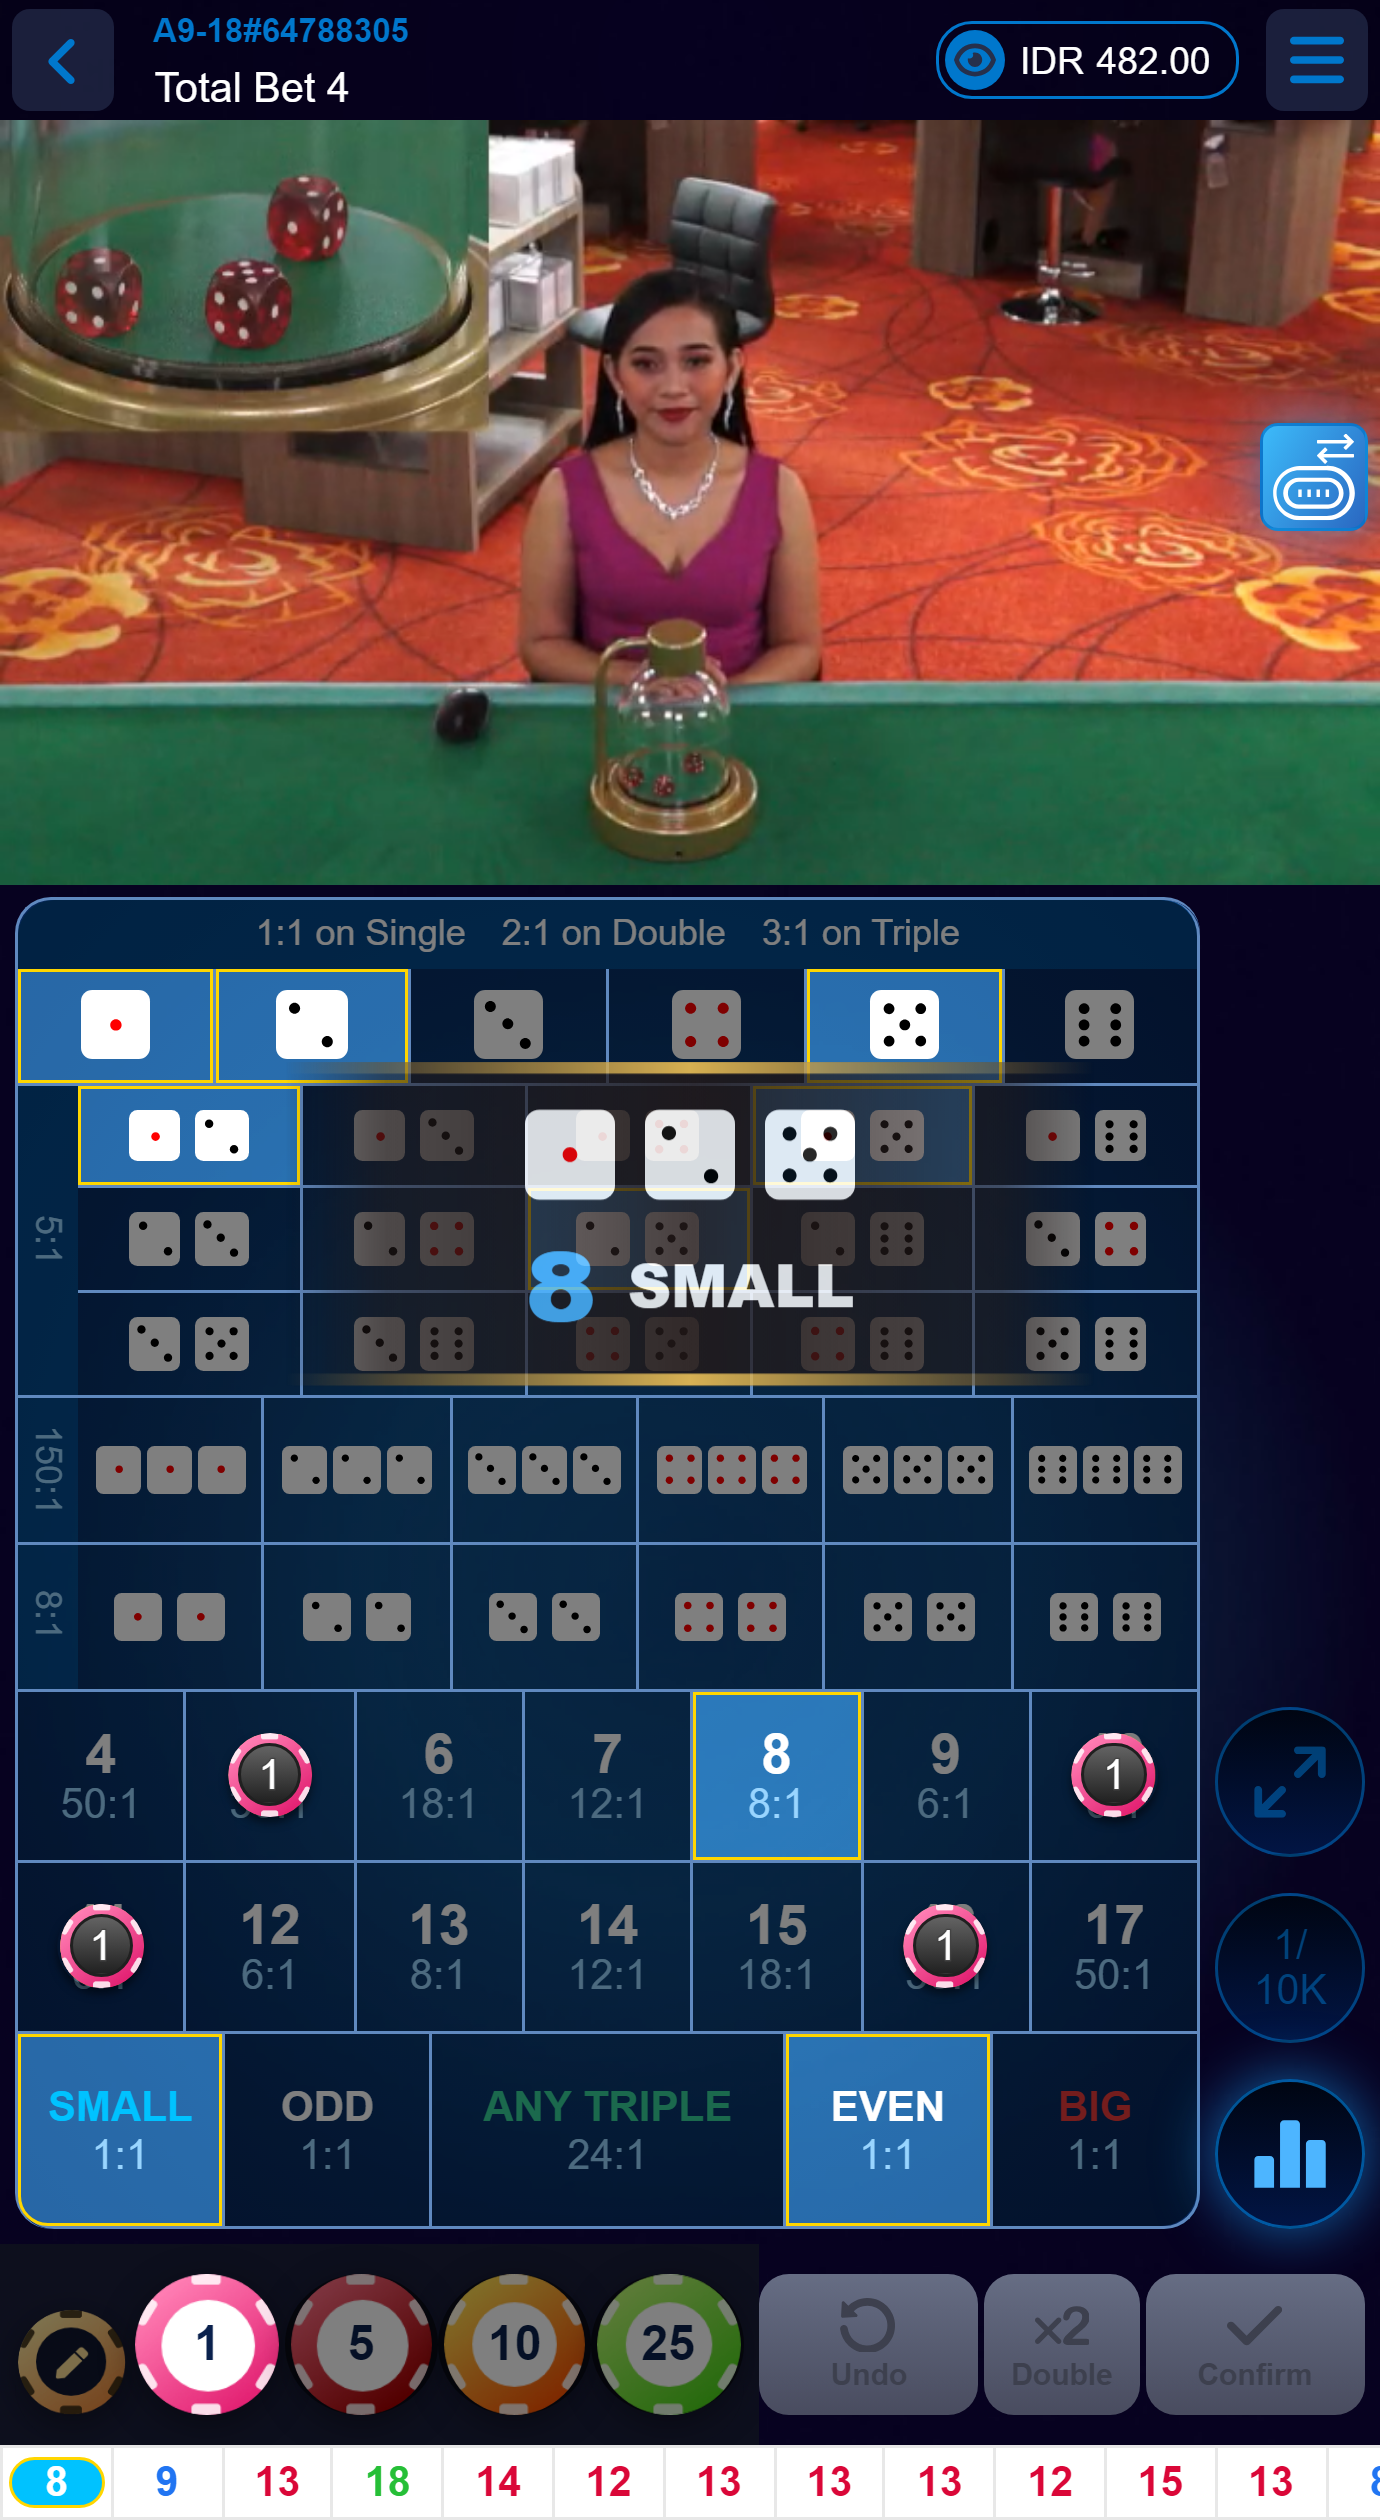 A9-18#64788305
Total Bet 4
IDR 482.00
1:1 on Single 2:1 on Double 3:1 on Triple
5:1
8 SMALL
150:1
8:1
4 6 7 8 9
50:1 18:1 12:1 8:1 6:1
1 1
12 13 14 15 17
6:1 8:1 12:1 18:1 50:1
1 1
1/
10K
SMALL ODD ANY TRIPLE EVEN BIG
1:1 1:1 24:1 1:1 1:1
1 5 10 25
Undo x2 Double Confirm
8 9 13 18 14 12 13 13 13 12 15 13